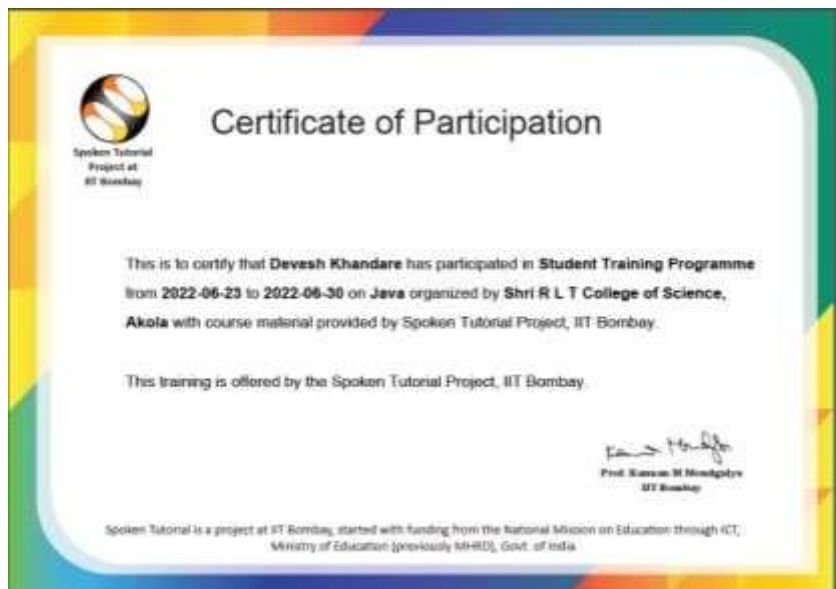 Spoken Tutorial
Project at
IIT Bombay
Certificate of Participation
This is to certify that Devesh Khandare has participated in Student Training Programme
from 2022-06-23 to 2022-06-30 on Java organized by Shri R L T College of Science,
Akola with course material provided by Spoken Tutorial Project, IIT Bombay.
This training is offered by the Spoken Tutorial Project, IIT Bombay.
Prof. Kannan M Moudgalya
IIT Bombay
Spoken Tutorial is a project at IIT Bombay, started with funding from the National Mission on Education through ICT,
Ministry of Education (previously MHRD), Govt. of India